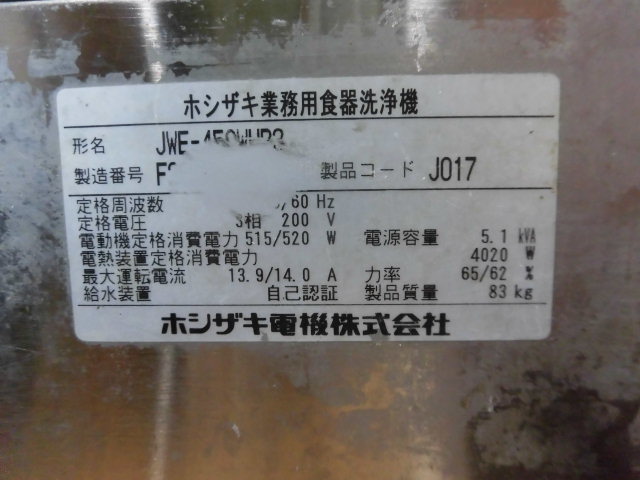 ホシザキ業務用食器洗浄機
形名
製造番号 製品コード J017
定格周波数 /60 Hz
定格電圧 3相 200 V
電動機定格消費電力 515/520 W 電源容量 5.1 kVA
電熱装置定格消費電力 4020 W
最大運転電流 13.9/14.0 A 力率 65/62 %
給水装置 自己認証 製品質量 83 kg
ホシザキ電機株式会社